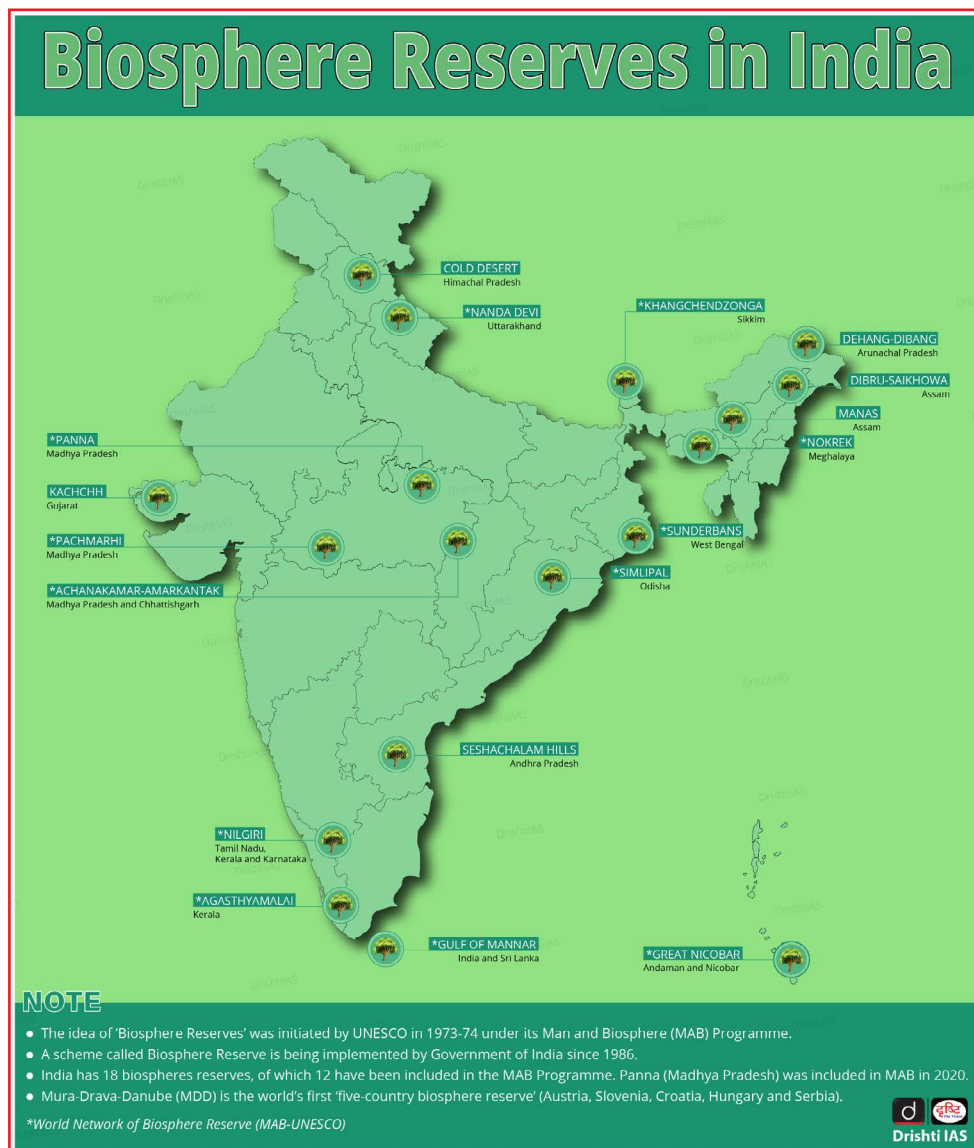 Biosphere Reserves in India
COLD DESERT
Himachal Pradesh
*NANDA DEVI
Uttarakhand
*KHANGCHENDZONGA
Sikkim
DEHANG-DIBANG
Arunachal Pradesh
DIBRU-SAIKHOWA
Assam
MANAS
Assam
*NOKREK
Meghalaya
*PANNA
Madhya Pradesh
KACHCHH
Gujarat
*PACHMARHI
Madhya Pradesh
*ACHANAKAMAR-AMARKANTAK
Madhya Pradesh and Chhattishgarh
*SUNDERBANS
West Bengal
*SIMLIPAL
Odisha
SESHACHALAM HILLS
Andhra Pradesh
*NILGIRI
Tamil Nadu,
Kerala and Karnataka
*AGASTHYAMALAI
Kerala
*GULF OF MANNAR
India and Sri Lanka
*GREAT NICOBAR
Andaman and Nicobar
NOTE
• The idea of ‘Biosphere Reserves’ was initiated by UNESCO in 1973-74 under its Man and Biosphere (MAB) Programme.
• A scheme called Biosphere Reserve is being implemented by Government of India since 1986.
• India has 18 biospheres reserves, of which 12 have been included in the MAB Programme. Panna (Madhya Pradesh) was included in MAB in 2020.
• Mura-Drava-Danube (MDD) is the world’s first ‘five-country biosphere reserve’ (Austria, Slovenia, Croatia, Hungary and Serbia).
*World Network of Biosphere Reserve (MAB-UNESCO)
d दृष्टि
Drishti IAS